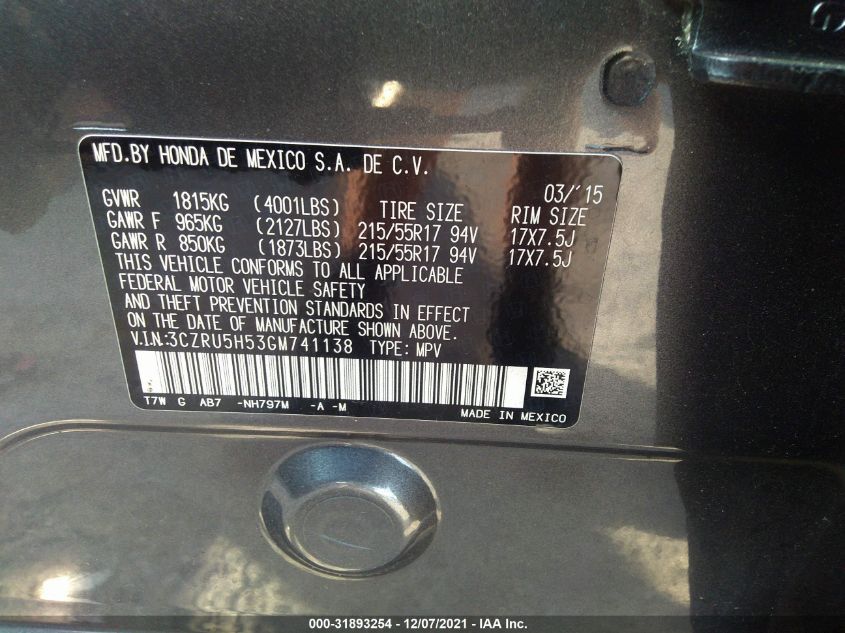 MFD.BY HONDA DE MEXICO S.A. DE C.V.
03/'15
GVWR 1815KG (4001LBS) TIRE SIZE RIM SIZE
GAWR F 965KG (2127LBS) 215/55R17 94V 17X7.5J
GAWR R 850KG (1873LBS) 215/55R17 94V 17X7.5J
THIS VEHICLE CONFORMS TO ALL APPLICABLE
FEDERAL MOTOR VEHICLE SAFETY
AND THEFT PREVENTION STANDARDS IN EFFECT
ON THE DATE OF MANUFACTURE SHOWN ABOVE.
V.I.N:3CZRU5H53GM741138 TYPE: MPV
T7W G AB7 -NH797M -A -M
MADE IN MEXICO
000-31893254 - 12/07/2021 - IAA Inc.